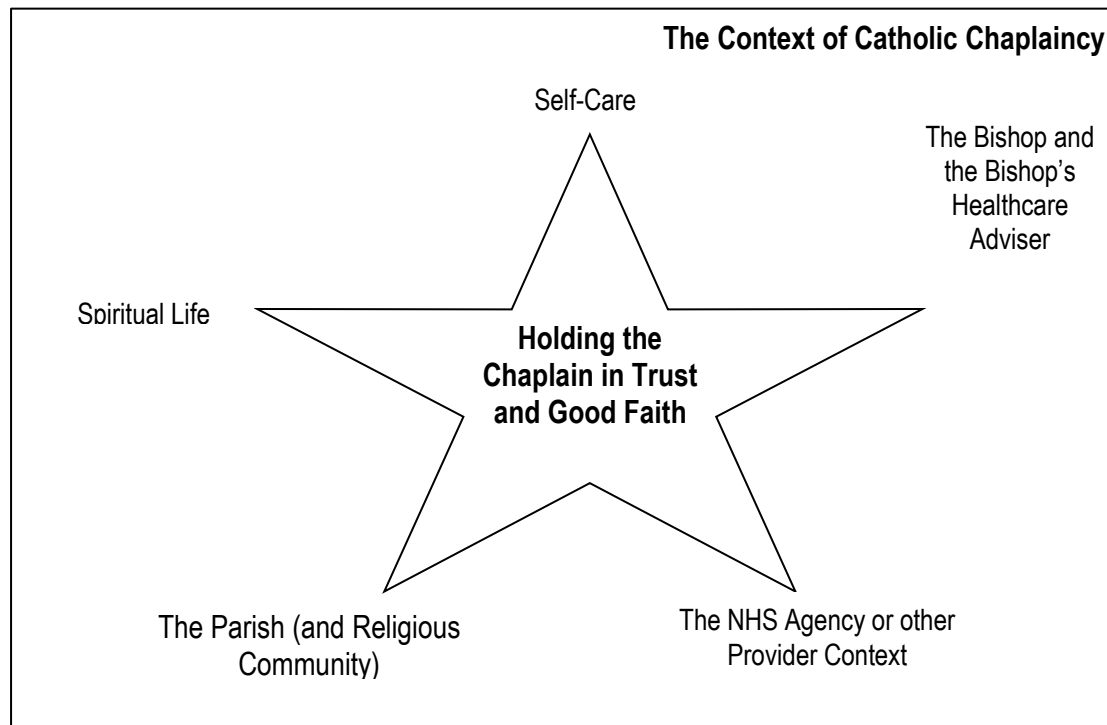 The Context of Catholic Chaplaincy
Self-Care
The Bishop and
the Bishop’s
Healthcare
Adviser
Spiritual Life
Holding the
Chaplain in Trust
and Good Faith
The Parish (and Religious
Community)
The NHS Agency or other
Provider Context